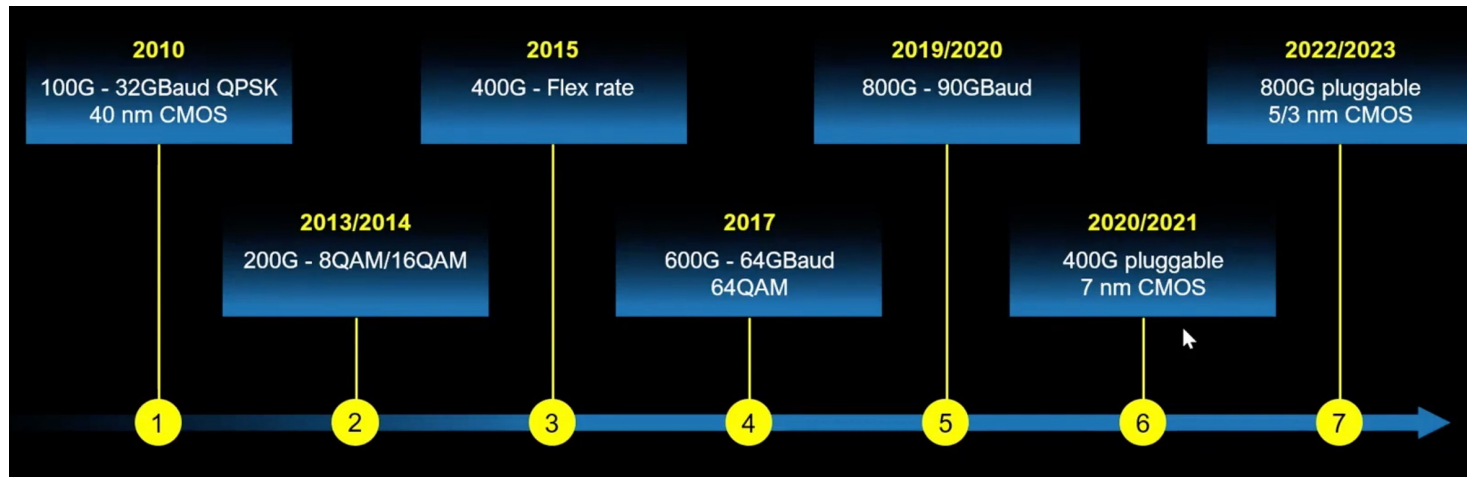 2010
100G - 32GBaud QPSK
40 nm CMOS
2013/2014
200G - 8QAM/16QAM
2015
400G - Flex rate
2017
600G - 64GBaud
64QAM
2019/2020
800G - 90GBaud
2020/2021
400G pluggable
7 nm CMOS
2022/2023
800G pluggable
5/3 nm CMOS
1
2
3
4
5
6
7